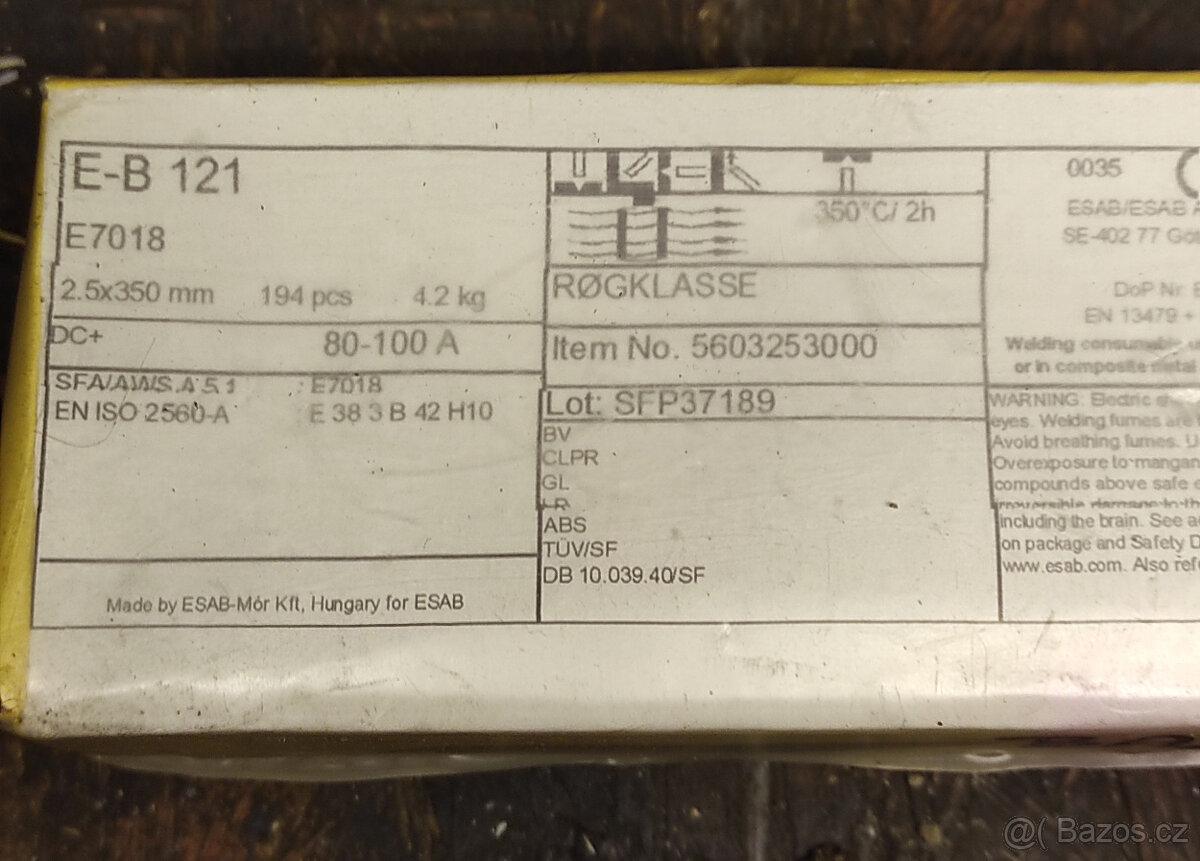 E-B 121
E7018
2.5x350 mm 194 pcs 4.2 kg
DC+ 80-100 A
SFA/AWS A 5.1 : E7018
EN ISO 2560-A E 38 3 B 42 H10
Made by ESAB-Mór Kft, Hungary for ESAB
350°C/ 2h
RØGKLASSE
Item No. 5603253000
Lot: SFP37189
BV
CLPR
GL
LR
ABS
TÜV/SF
DB 10.039.40/SF
0035
ESAB/ESAB
SE-402 77
DoP Nr
EN 13479 +
Welding consumable
or in composite metal
WARNING: Electric
eyes. Welding fumes are
Avoid breathing fumes.
Overexposure to
compounds above safe
irreversible damage to
including the brain. See
on package and Safety
www.esab.com. Also
@( Bazos.cz